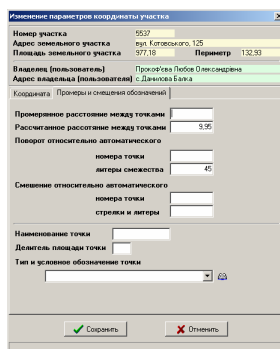 Изменение параметров координаты участка
Номер участка 5537
Адрес земельного участка вул. Котовського, 125
Площадь земельного участка 977,18 Периметр 132,93
Владелец (пользователь) Прокоф'єва Любов Олександрівна
Адрес владельца (пользователя) с.Данилова Балка
Координата Промеры и смещения обозначений
Промерянное расстояние между точками
Рассчитанное расстояние между точками 9,95
Поворот относительно автоматического
номера точки
литеры смежества 45
Смещение относительно автоматического
номера точки
стрелки и литеры
Наименование точки
Делитель площади точки
Тип и условное обозначение точки
Сохранить Отменить